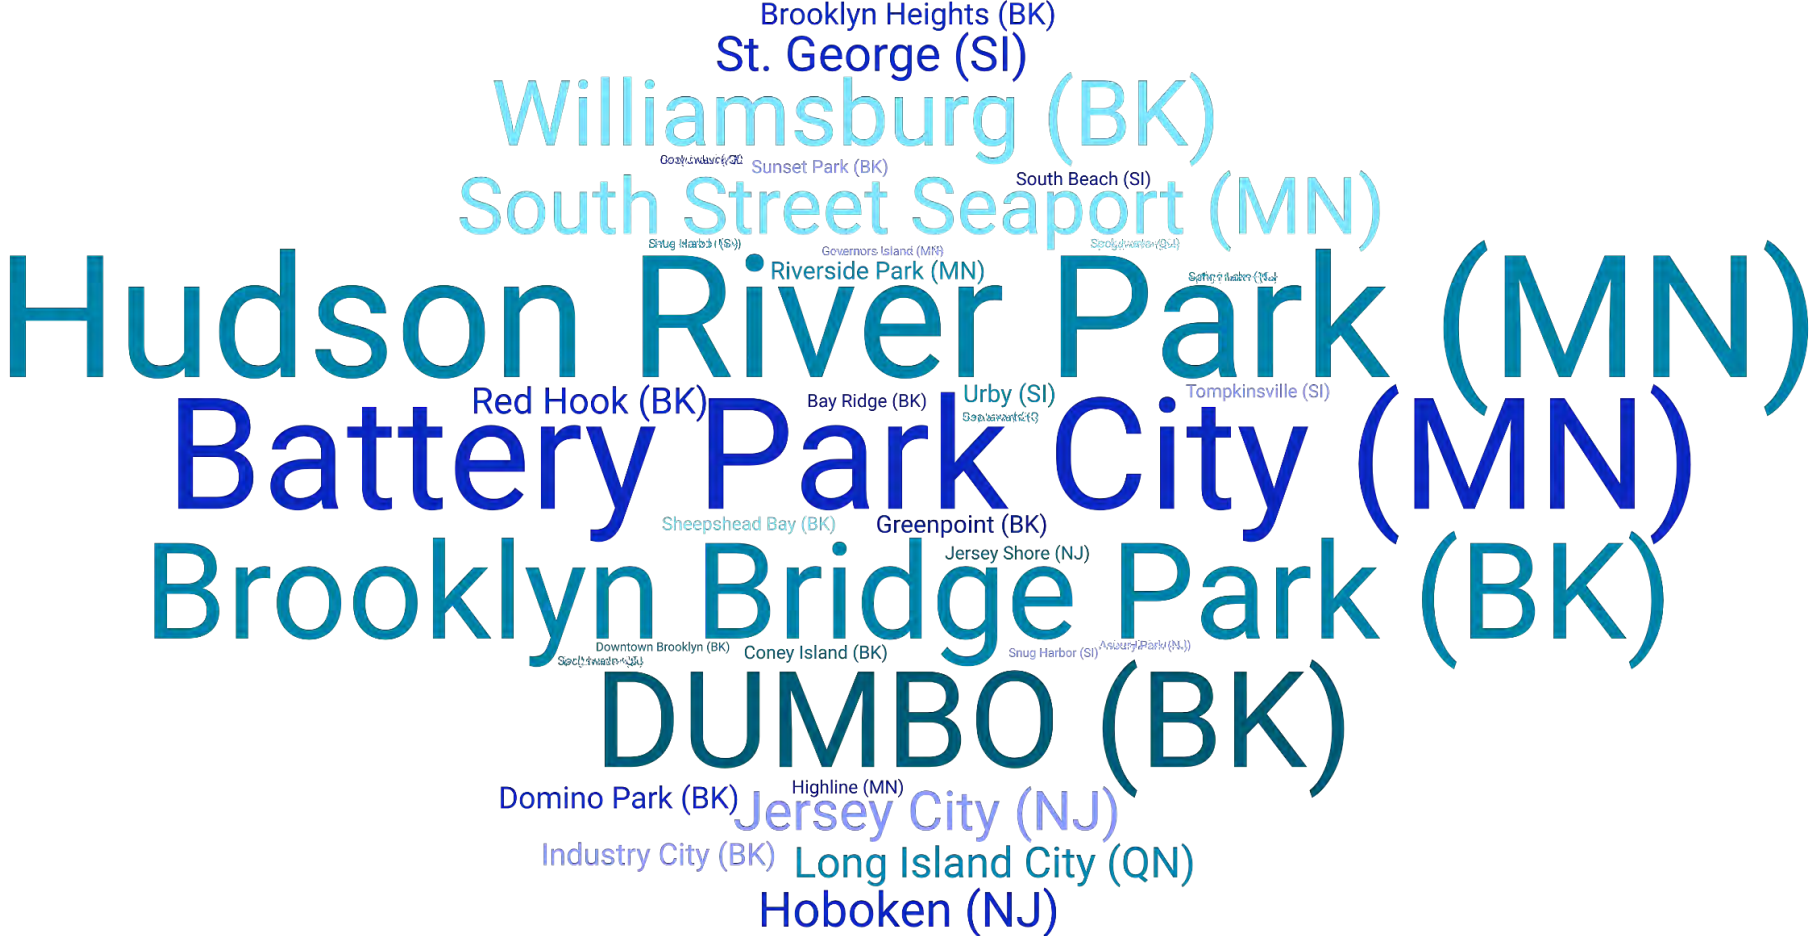 Brooklyn Heights (BK)
St. George (SI)
Williamsburg (BK)
Sunset Park (BK)
South Beach (SI)
South Street Seaport (MN)
Governors Island (MN)
Riverside Park (MN)
Hudson River Park (MN)
Red Hook (BK)
Bay Ridge (BK)
Urby (SI)
Tompkinsville (SI)
Battery Park City (MN)
Sheepshead Bay (BK)
Greenpoint (BK)
Jersey Shore (NJ)
Brooklyn Bridge Park (BK)
Downtown Brooklyn (BK)
Coney Island (BK)
Snug Harbor (SI)
Asbury Park (NJ)
DUMBO (BK)
Highline (MN)
Domino Park (BK)
Jersey City (NJ)
Industry City (BK)
Long Island City (QN)
Hoboken (NJ)